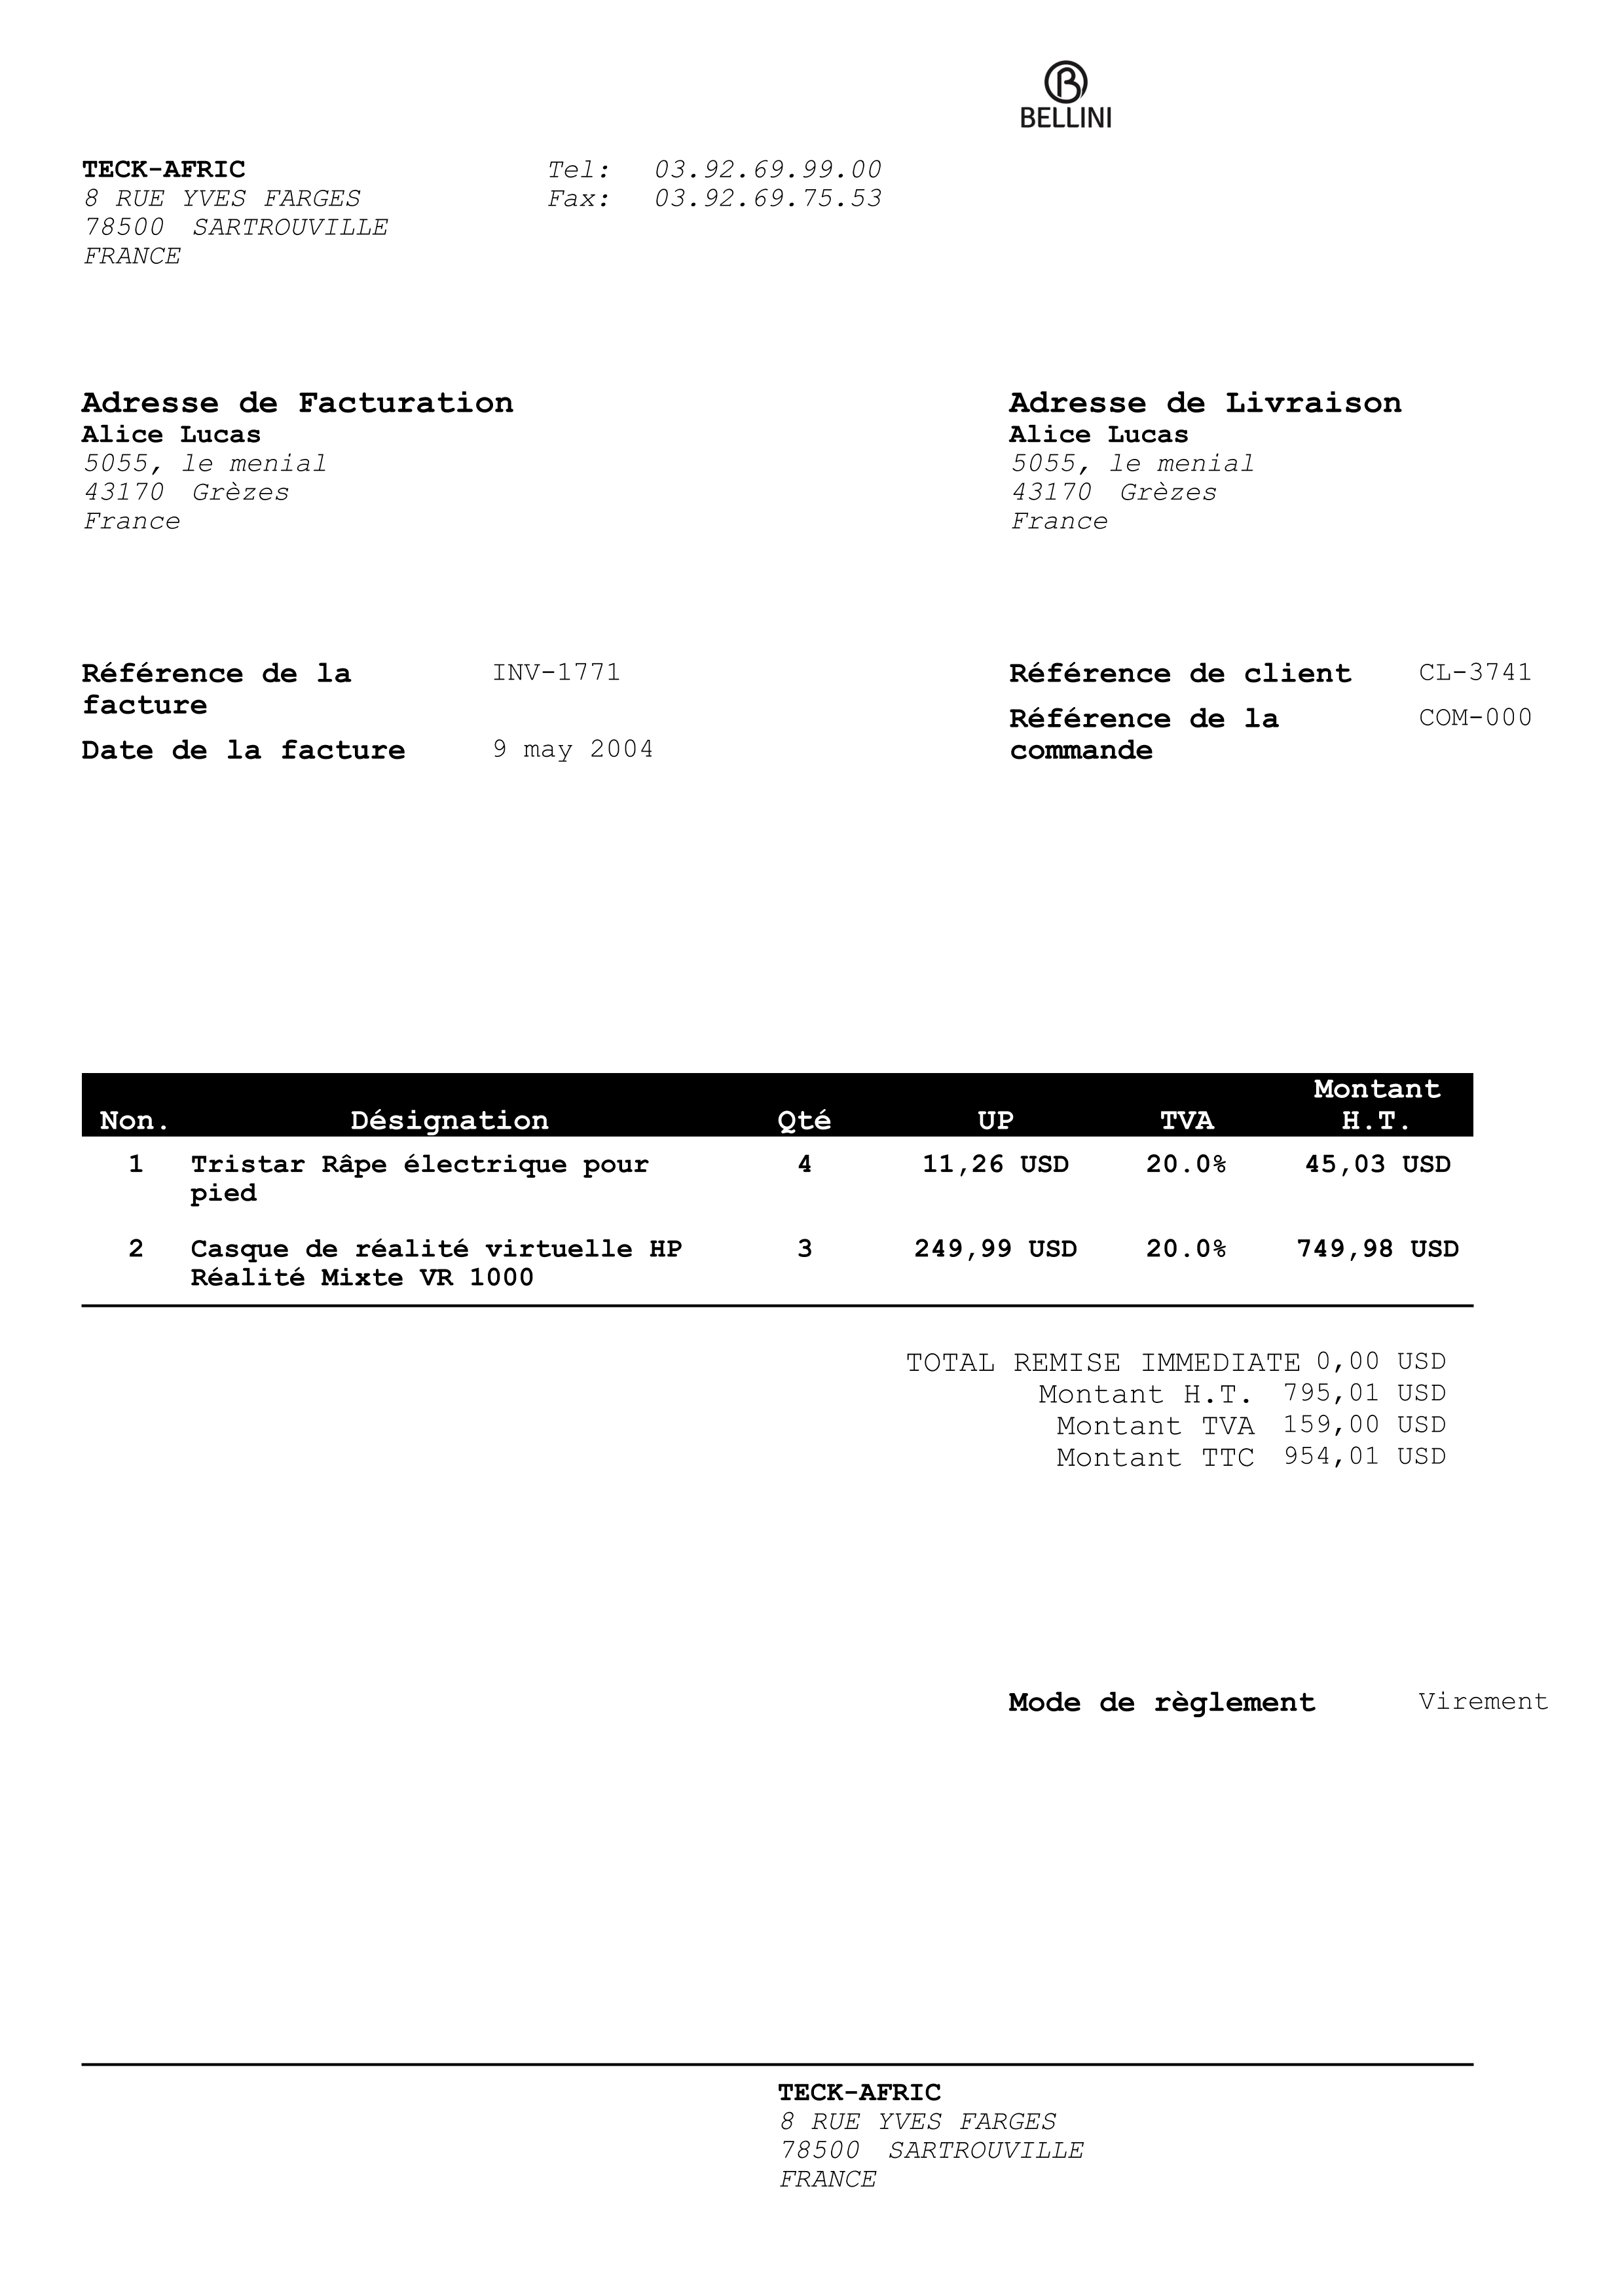 BELLINI
TECK-AFRIC
8 RUE YVES FARGES
78500 SARTROUVILLE
FRANCE
Tel: 03.92.69.99.00
Fax: 03.92.69.75.53
Adresse de Facturation
Alice Lucas
5055, le menial
43170 Grèzes
France
Adresse de Livraison
Alice Lucas
5055, le menial
43170 Grèzes
France
Référence de la INV-1771
facture
Date de la facture 9 may 2004
Référence de client CL-3741
Référence de la COM-000
commande
Non. Désignation Qté UP TVA Montant
H.T.
1 Tristar Râpe électrique pour 4 11,26 USD 20.0% 45,03 USD
pied
2 Casque de réalité virtuelle HP 3 249,99 USD 20.0% 749,98 USD
Réalité Mixte VR 1000
TOTAL REMISE IMMEDIATE 0,00 USD
Montant H.T. 795,01 USD
Montant TVA 159,00 USD
Montant TTC 954,01 USD
Mode de règlement Virement
TECK-AFRIC
8 RUE YVES FARGES
78500 SARTROUVILLE
FRANCE